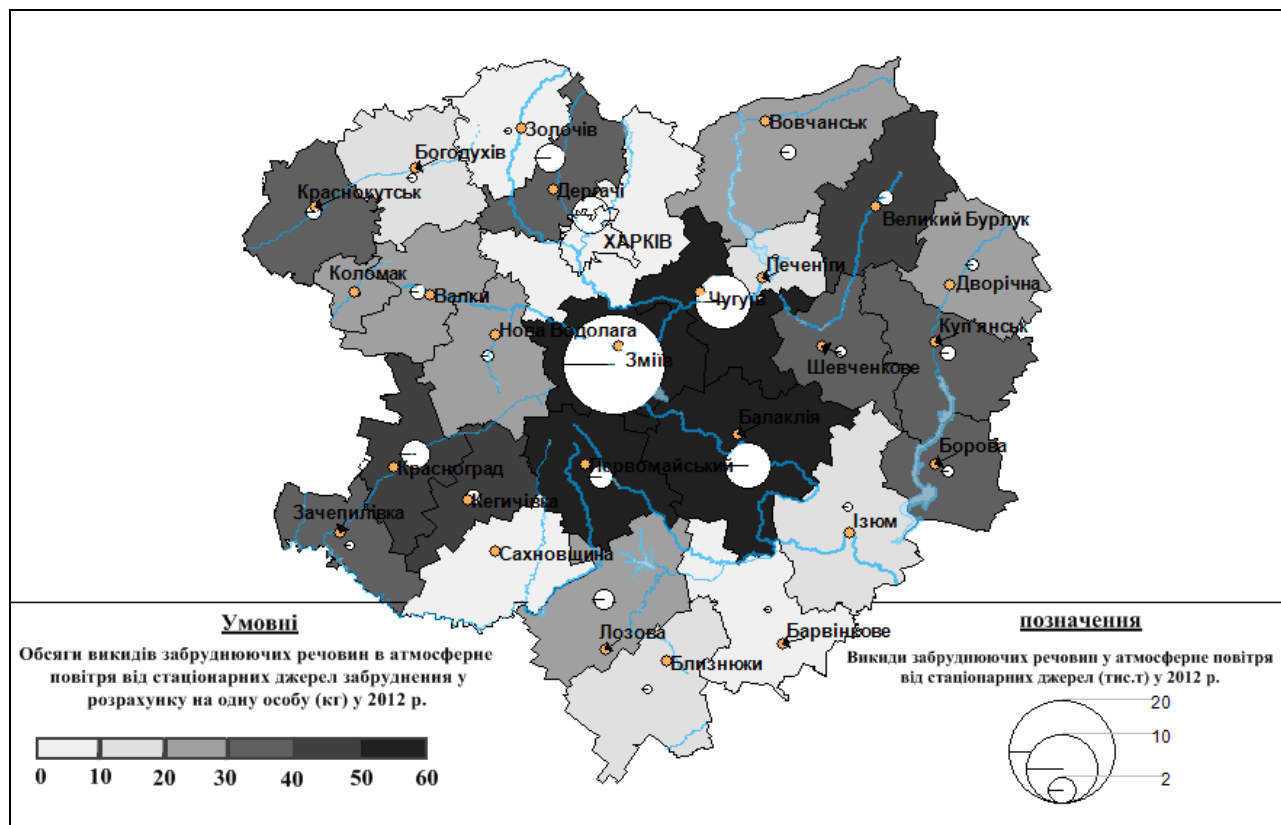 Золочів
Вовчанськ
Богодухів
Дергачі
Краснокутськ
Великий Бурлук
ХАРКІВ
Печеніги
Коломак
Дворічна
Валки
Чугуїв
Нова Водолага
Куп'янськ
Зміїв
Шевченкове
Балаклія
Борова
Красноград
Первомайський
Кегичівка
Зачепилівка
Ізюм
Сахновщина
Лозова
Барвінкове
Близнюки
Умовні
Обсяги викидів забруднюючих речовин в атмосферне
повітря від стаціонарних джерел забруднення у
розрахунку на одну особу (кг) у 2012 р.
0 10 20 30 40 50 60
позначення
Викиди забруднюючих речовин у атмосферне повітря
від стаціонарних джерел (тис.т) у 2012 р.
20
10
2